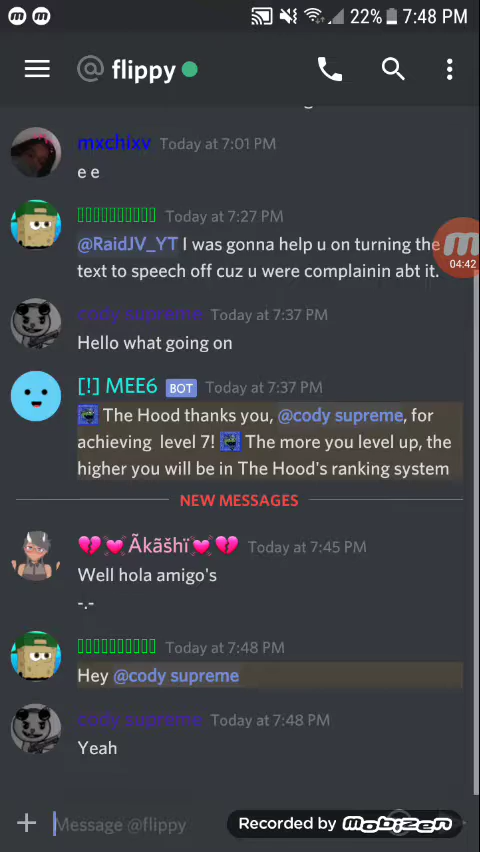 22% 7:48 PM
@ flippy
mxchixv Today at 7:01 PM
e e
Today at 7:27 PM
@RaidJV_YT I was gonna help u on turning the
text to speech off cuz u were complainin abt it.
04:42
cody supreme Today at 7:37 PM
Hello what going on
[!] MEE6 BOT Today at 7:37 PM
The Hood thanks you, @cody supreme, for
achieving level 7! The more you level up, the
higher you will be in The Hood's ranking system
NEW MESSAGES
💔💓Ãkāšhï💓💔 Today at 7:45 PM
Well hola amigo's
-.-
Today at 7:48 PM
Hey @cody supreme
cody supreme Today at 7:48 PM
Yeah
Message @flippy
Recorded by mobizen